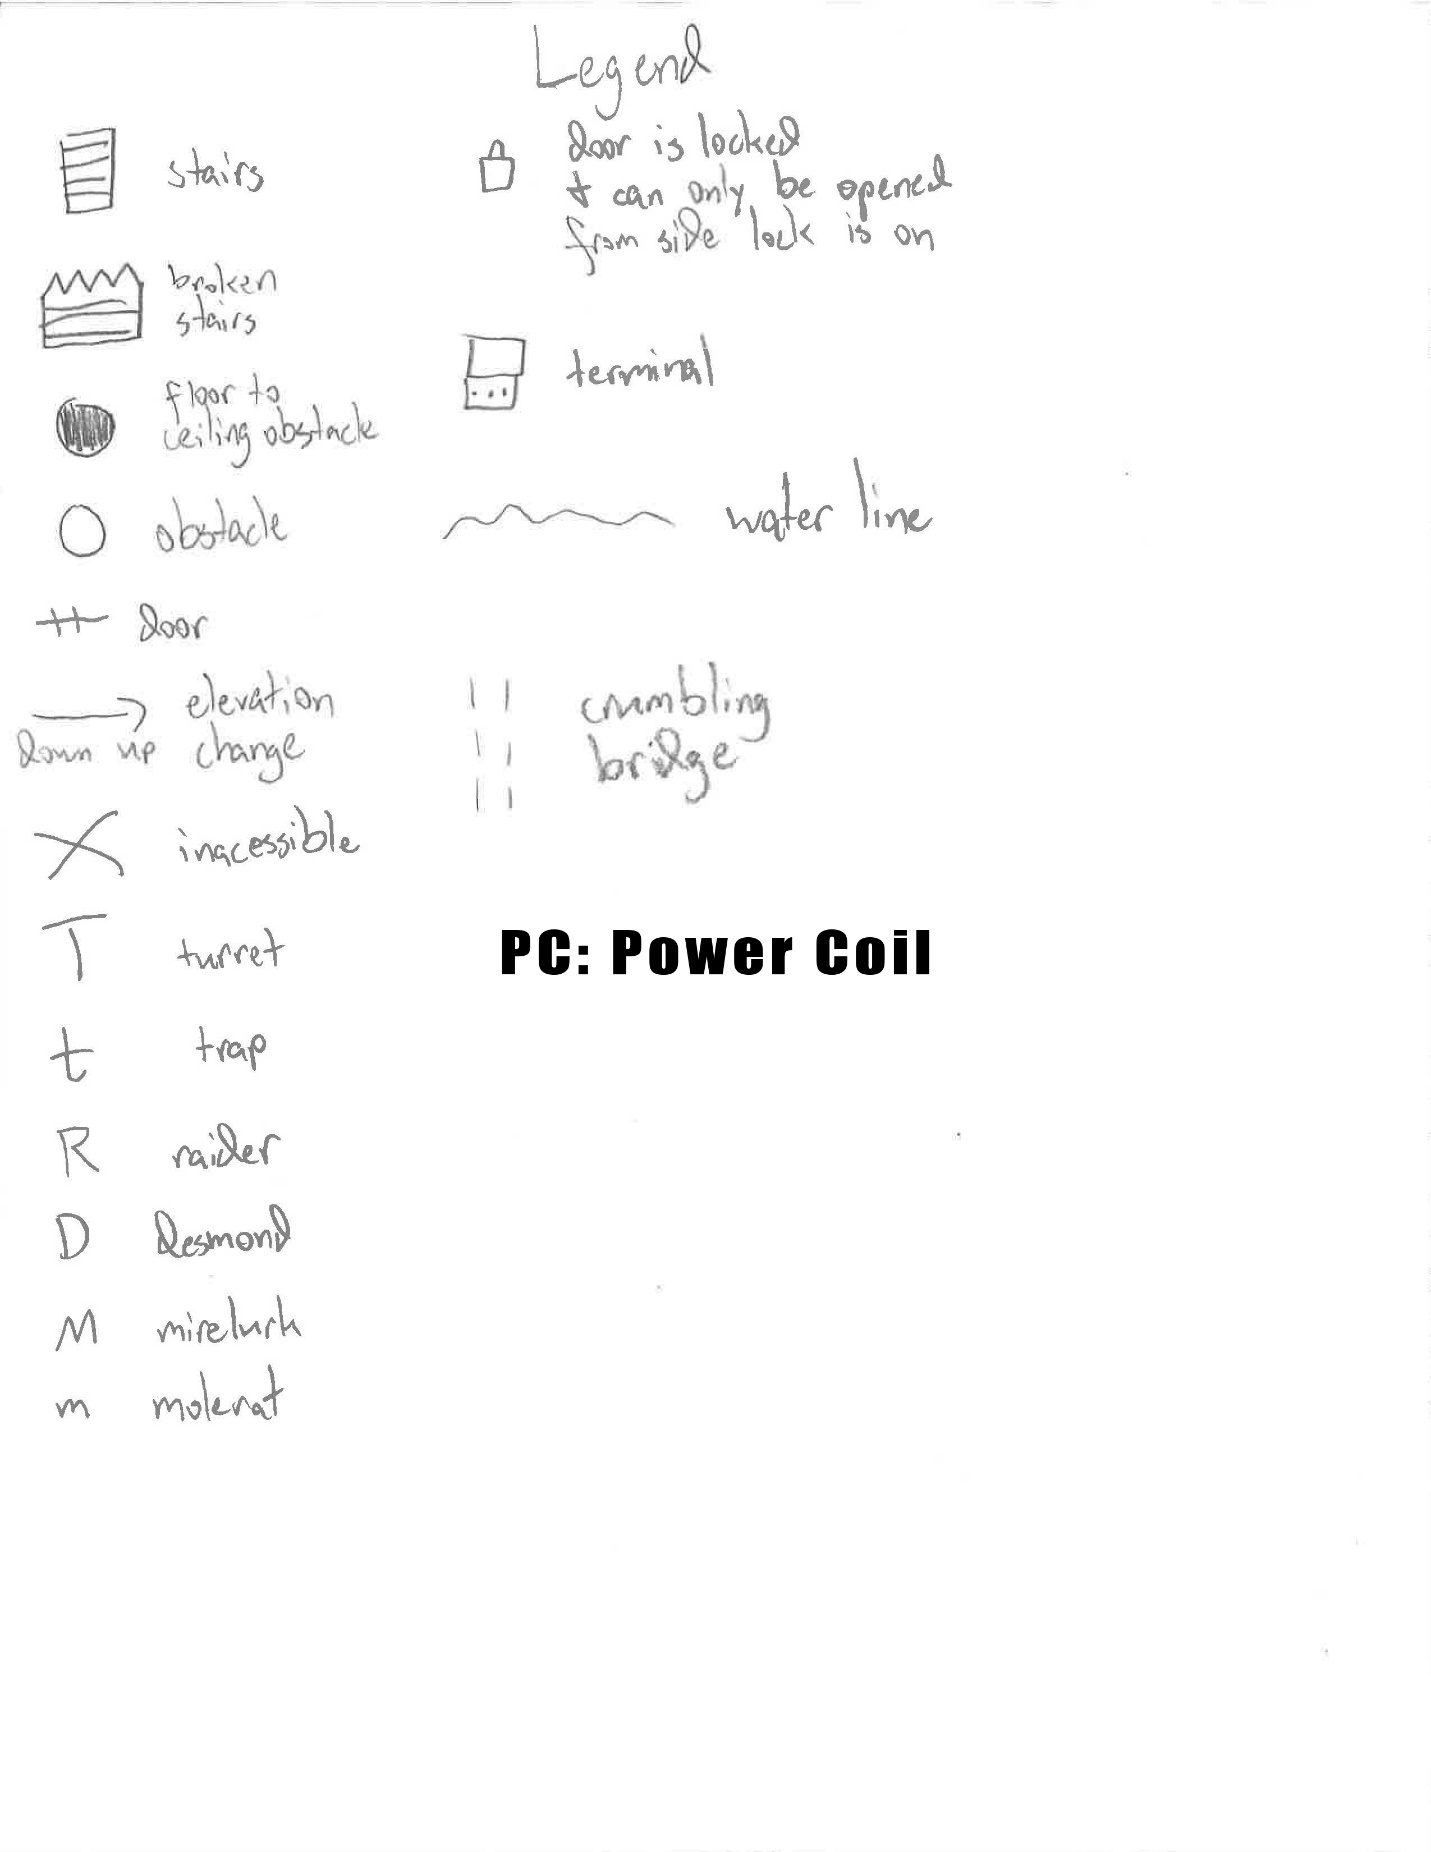 Legend
stairs
broken
stairs
floor to
ceiling obstacle
obstacle
door
elevation
down up change
X inacessible
T turret
t trap
R raider
D Desmond
M mirelurk
m molerat
door is locked
+ can only be opened
from side lock is on
terminal
water line
crumbling
bridge
PC: Power Coil